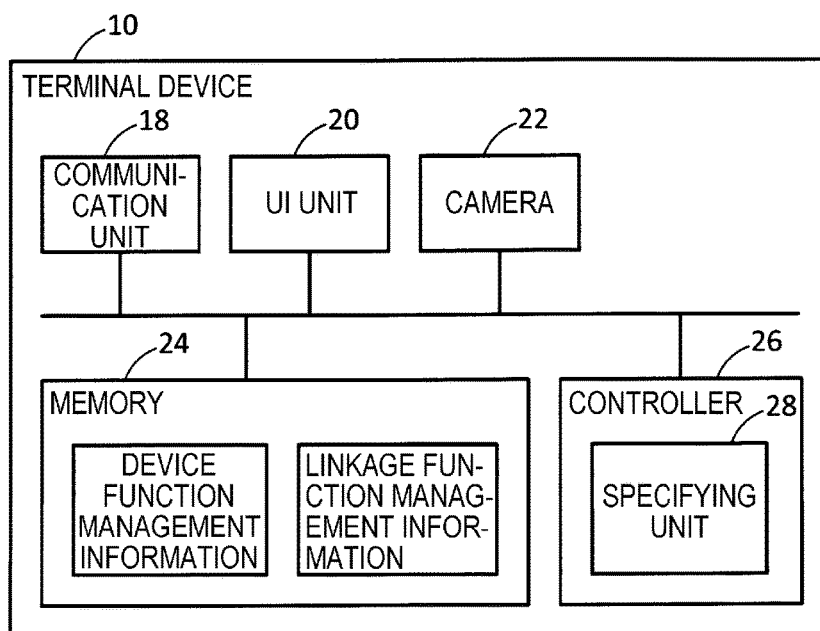 10
TERMINAL DEVICE
18
20
22
COMMUNI-
CATION
UNIT
UI UNIT
CAMERA
24
26
MEMORY
CONTROLLER
28
DEVICE
FUNCTION
MANAGEMENT
INFORMATION
LINKAGE FUN-
CTION MANAG-
EMENT INFOR-
MATION
SPECIFYING
UNIT